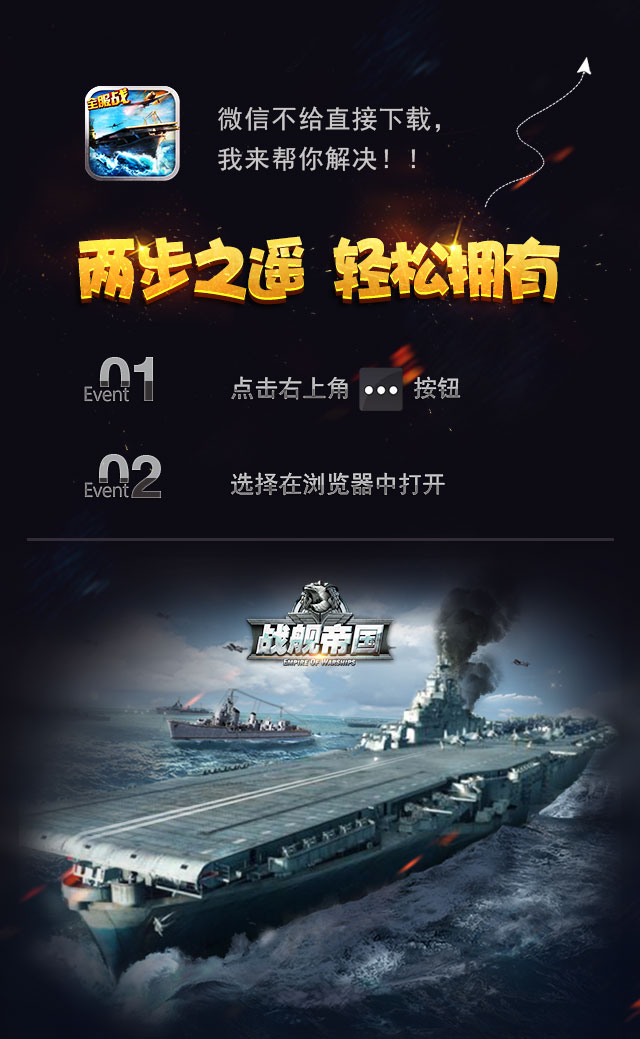 全服战
微信不给直接下载，
我来帮你解决！！
两步之遥 轻松拥有
Event 01
点击右上角 ••• 按钮
Event 02
选择在浏览器中打开
战舰帝国
EMPIRE OF WARSHIPS